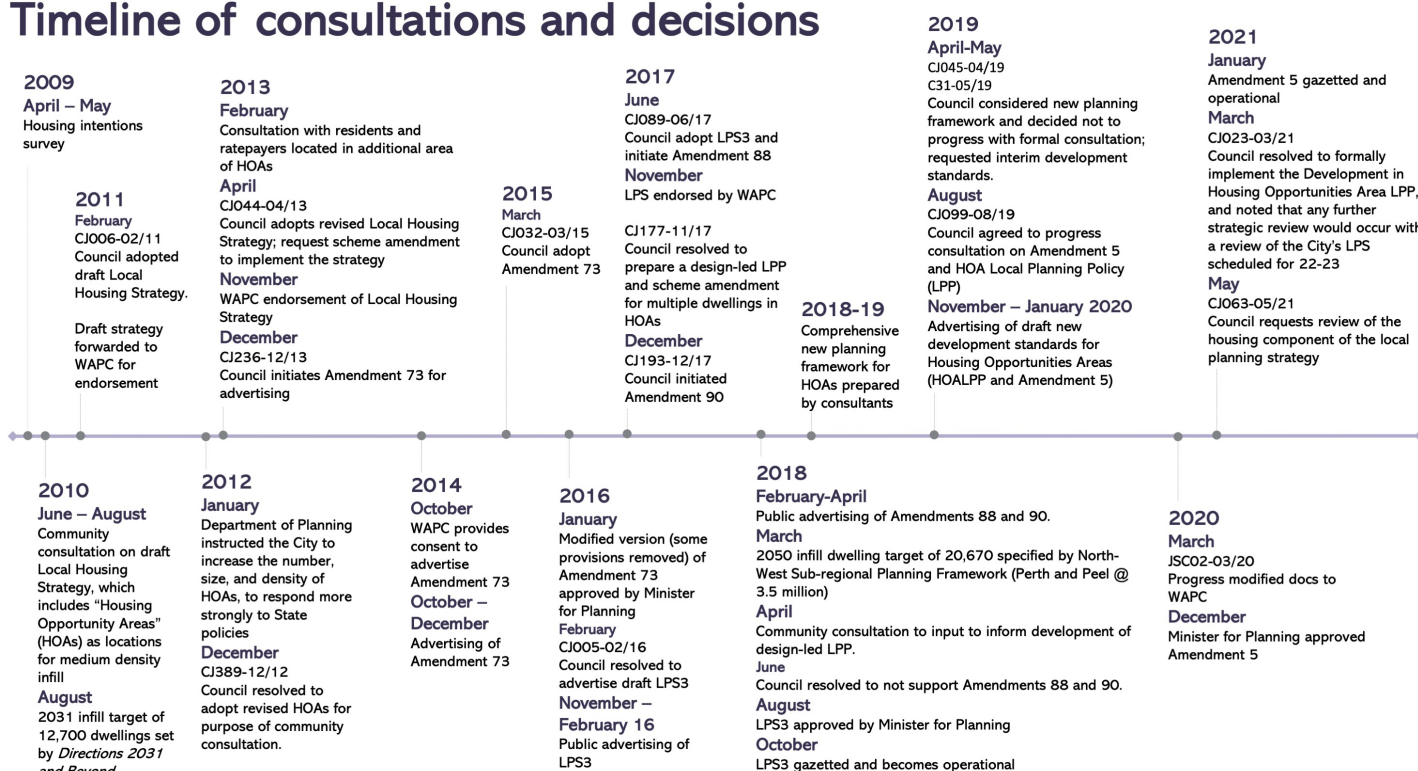 Timeline of consultations and decisions
2009
April – May
Housing intentions
survey
2010
June – August
Community
consultation on draft
Local Housing
Strategy, which
includes “Housing
Opportunity Areas”
(HOAs) as locations
for medium density
infill
August
2031 infill target of
12,700 dwellings set
by Directions 2031
and Beyond
2011
February
CJ006-02/11
Council adopted
draft Local
Housing Strategy.
Draft strategy
forwarded to
WAPC for
endorsement
2012
January
Department of Planning
instructed the City to
increase the number,
size, and density of
HOAs, to respond more
strongly to State
policies
December
CJ389-12/12
Council resolved to
adopt revised HOAs for
purpose of community
consultation.
2013
February
Consultation with residents and
ratepayers located in additional area
of HOAs
April
CJ044-04/13
Council adopts revised Local Housing
Strategy; request scheme amendment
to implement the strategy
November
WAPC endorsement of Local Housing
Strategy
December
CJ236-12/13
Council initiates Amendment 73 for
advertising
2014
October
WAPC provides
consent to
advertise
Amendment 73
October –
December
Advertising of
Amendment 73
2015
March
CJ032-03/15
Council adopt
Amendment 73
2016
January
Modified version (some
provisions removed) of
Amendment 73
approved by Minister
for Planning
February
CJ005-02/16
Council resolved to
advertise draft LPS3
November –
February 16
Public advertising of
LPS3
2017
June
CJ089-06/17
Council adopt LPS3 and
initiate Amendment 88
November
LPS endorsed by WAPC
CJ177-11/17
Council resolved to
prepare a design-led LPP
and scheme amendment
for multiple dwellings in
HOAs
December
CJ193-12/17
Council initiated
Amendment 90
2018
February-April
Public advertising of Amendments 88 and 90.
March
2050 infill dwelling target of 20,670 specified by North-
West Sub-regional Planning Framework (Perth and Peel @
3.5 million)
April
Community consultation to input to inform development of
design-led LPP.
June
Council resolved to not support Amendments 88 and 90.
August
LPS3 approved by Minister for Planning
October
LPS3 gazetted and becomes operational
2018-19
Comprehensive
new planning
framework for
HOAs prepared
by consultants
2019
April-May
CJ045-04/19
C31-05/19
Council considered new planning
framework and decided not to
progress with formal consultation;
requested interim development
standards.
August
CJ099-08/19
Council agreed to progress
consultation on Amendment 5
and HOA Local Planning Policy
(LPP)
November – January 2020
Advertising of draft new
development standards for
Housing Opportunities Areas
(HOALPP and Amendment 5)
2020
March
JSC02-03/20
Progress modified docs to
WAPC
December
Minister for Planning approved
Amendment 5
2021
January
Amendment 5 gazetted and
operational
March
CJ023-03/21
Council resolved to formally
implement the Development in
Housing Opportunities Area LPP,
and noted that any further
strategic review would occur with
a review of the City’s LPS
scheduled for 22-23
May
CJ063-05/21
Council requests review of the
housing component of the local
planning strategy